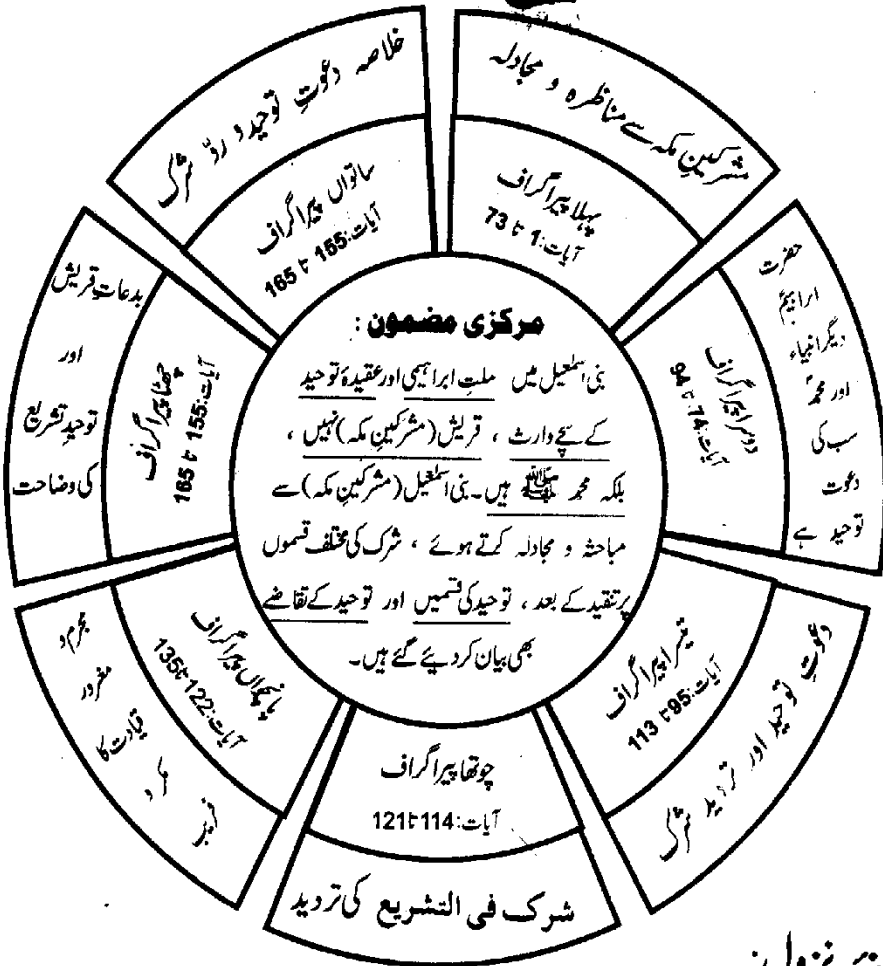 مشرکینِ مکہ سے مناظرہ و مجادلہ
پہلا پیراگراف
آیات:1 تا 73
حضرت
ابراہیمؑ
دیگر انبیاء
اور محمدؐ
سب کی
دعوت
توحید ہے
دوسرا پیراگراف
آیات:74 تا 94
دعوتِ توحید اور تردید شرک
تیسرا پیراگراف
آیات:95 تا 113
چوتھا پیراگراف
آیات:114 تا 121
شرک فی التشریع کی تردید
پانچواں پیراگراف
آیات:122 تا 135
مجرم و
مغرور
قیادت کا
چھٹا پیراگراف
آیات:155 تا 165
بدعاتِ قریش
اور
توحیدِ تشریع
کی وضاحت
خلاصہ دعوتِ توحید و ردِّ شرک
ساتواں پیراگراف
آیات:155 تا 165
مرکزی مضمون :
بنی اسمٰعیل میں ملتِ ابراہیمی اور عقیدۂ توحید
کے سچے وارث ، قریش (مشرکینِ مکہ) نہیں ،
بلکہ محمد ﷺ ہیں۔ بنی اسمٰعیل (مشرکینِ مکہ) سے
مباحثہ و مجادلہ کرتے ہوئے ، شرک کی مختلف قسموں
پر تنقید کے بعد ، توحید کی قسمیں اور توحید کے تقاضے
بھی بیان کر دیئے گئے ہیں۔